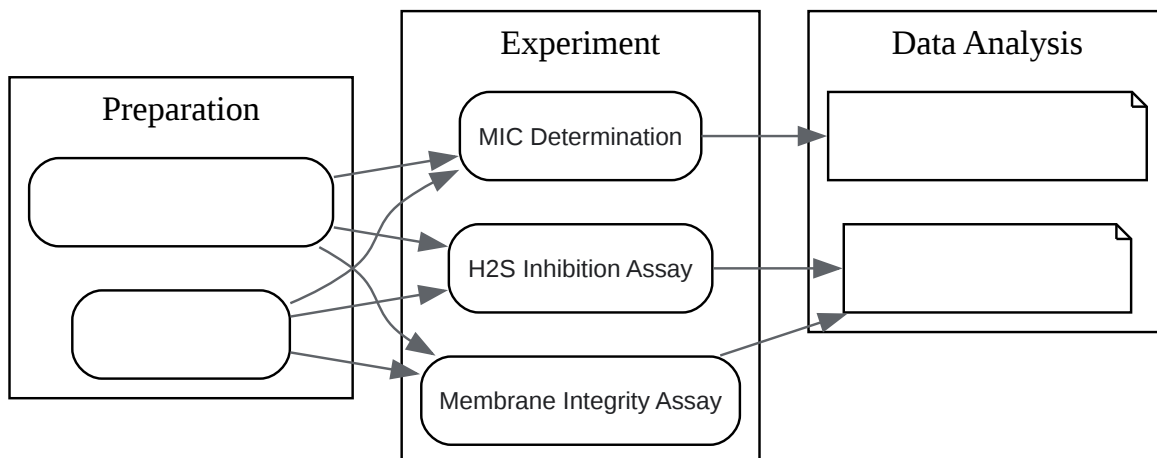 Preparation
Experiment
MIC Determination
H2S Inhibition Assay
Membrane Integrity Assay
Data Analysis